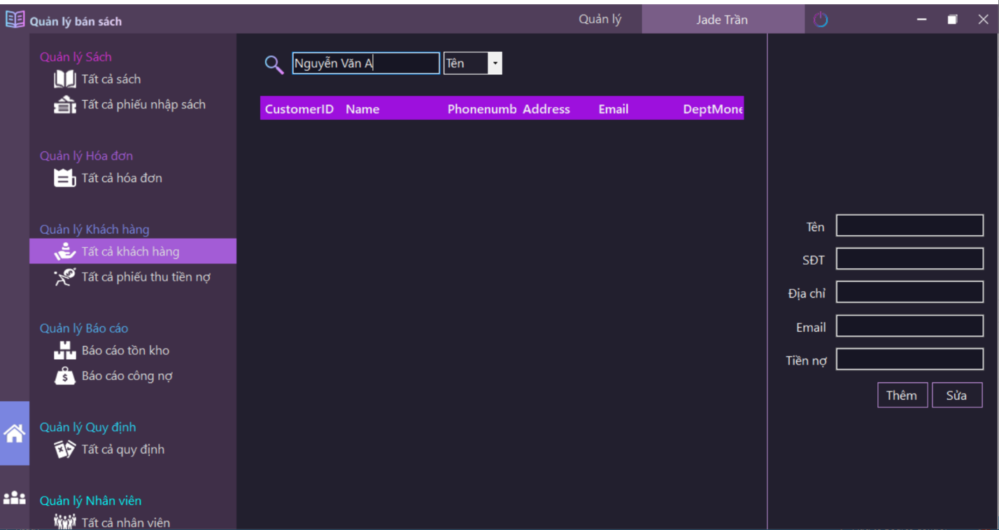 Quản lý bán sách
Quản lý
Jade Trần
Quản lý Sách
Tất cả sách
Tất cả phiếu nhập sách
Quản lý Hóa đơn
Tất cả hóa đơn
Quản lý Khách hàng
Tất cả khách hàng
Tất cả phiếu thu tiền nợ
Quản lý Báo cáo
Báo cáo tồn kho
Báo cáo công nợ
Quản lý Quy định
Tất cả quy định
Quản lý Nhân viên
Tất cả nhân viên
Nguyễn Văn A
Tên
CustomerID Name Phonenumb Address Email DeptMone
Tên
SĐT
Địa chỉ
Email
Tiền nợ
Thêm Sửa